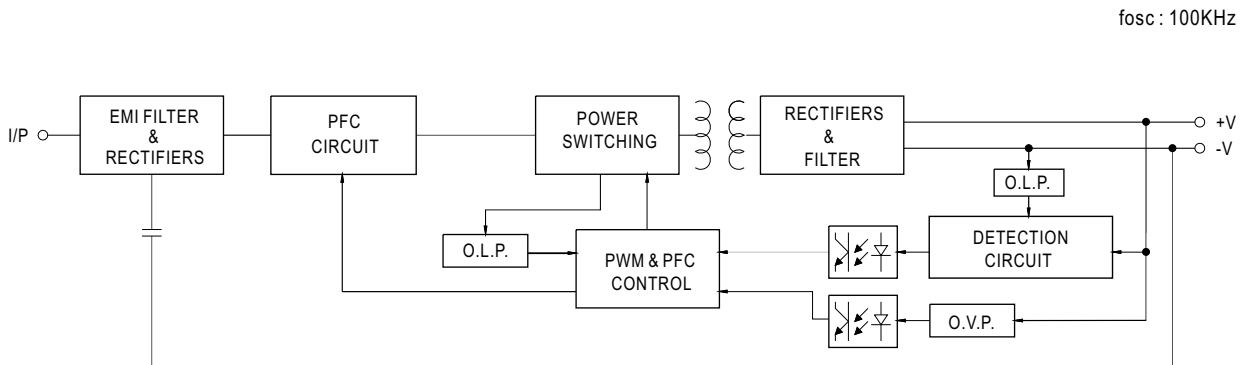 fosc : 100KHz
I/P
EMI FILTER
&
RECTIFIERS
PFC
CIRCUIT
POWER
SWITCHING
RECTIFIERS
&
FILTER
+V
-V
O.L.P.
O.L.P.
PWM & PFC
CONTROL
DETECTION
CIRCUIT
O.V.P.